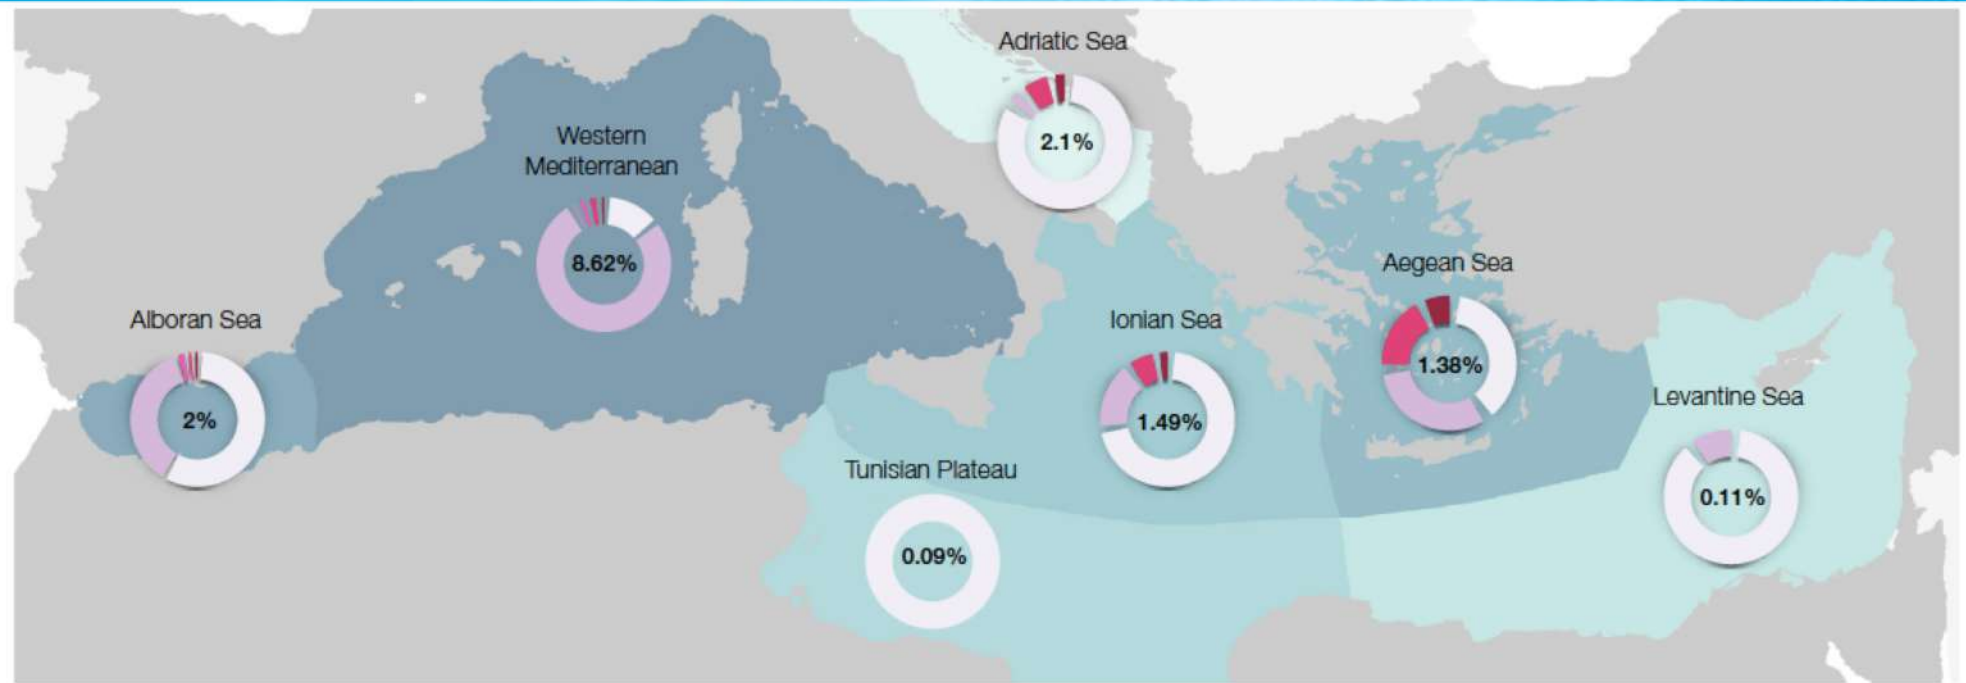 Adriatic Sea
2.1%
Western
Mediterranean
8.62%
Aegean Sea
1.38%
Alboran Sea
2%
Ionian Sea
1.49%
Levantine Sea
0.11%
Tunisian Plateau
0.09%